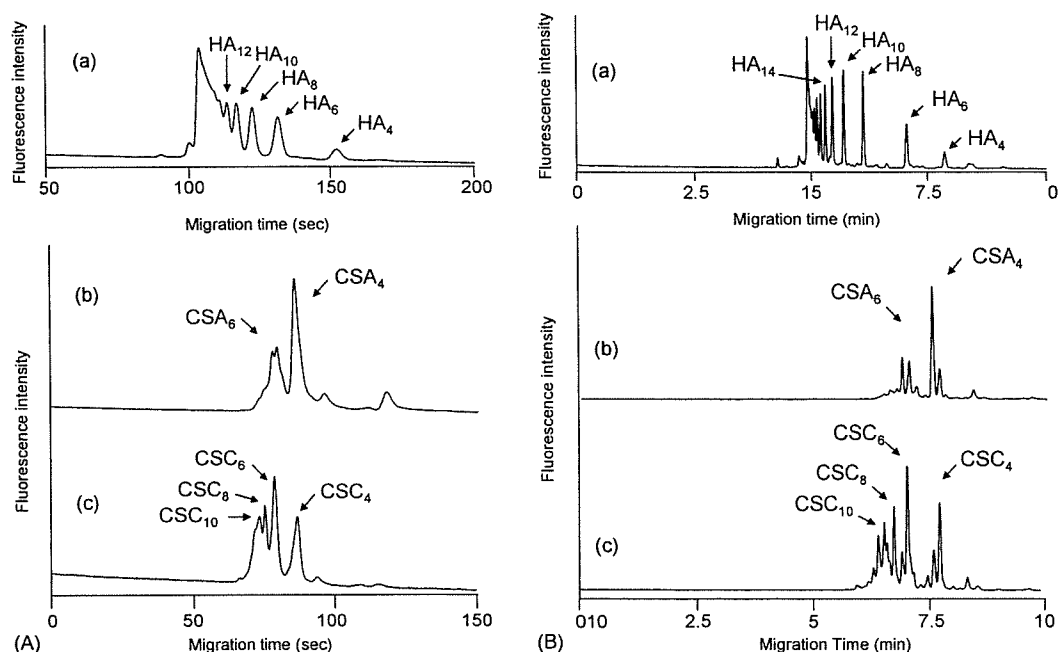 (a)
HA12
HA10
HA8
HA6
HA4
Fluorescence intensity
50 100 150 200
Migration time (sec)
(b)
CSA6
CSA4
Fluorescence intensity
(c)
CSC10
CSC8
CSC6
CSC4
0 50 100 150
(A)
Migration time (sec)
(a)
HA14
HA12
HA10
HA8
HA6
HA4
Fluorescence intensity
0 2.5 15 7.5 0
Migration time (min)
(b)
CSA6
CSA4
Fluorescence intensity
(c)
CSC10
CSC8
CSC6
CSC4
010 2.5 5 7.5 10
(B)
Migration Time (min)